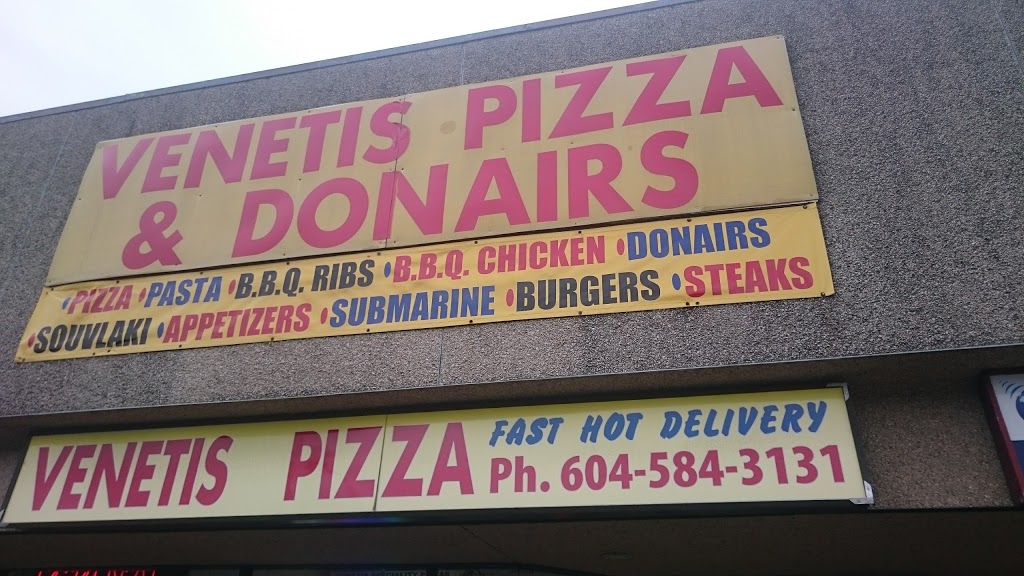 VENETIS PIZZA
& DONAIRS
•PIZZA •PASTA •B.B.Q. RIBS •B.B.Q. CHICKEN •DONAIRS
•SOUVLAKI •APPETIZERS •SUBMARINE •BURGERS •STEAKS
VENETIS PIZZA FAST HOT DELIVERY
Ph. 604-584-3131